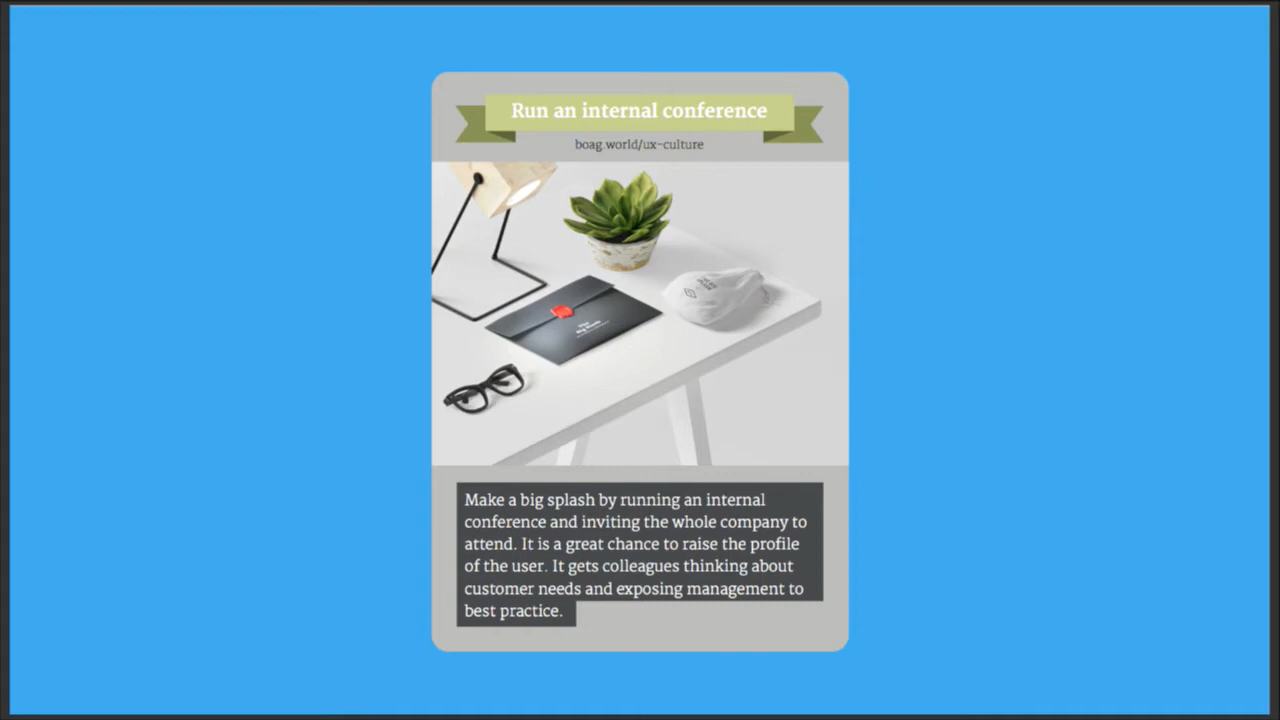 Run an internal conference
boag.world/ux-culture
Make a big splash by running an internal
conference and inviting the whole company to
attend. It is a great chance to raise the profile
of the user. It gets colleagues thinking about
customer needs and exposing management to
best practice.